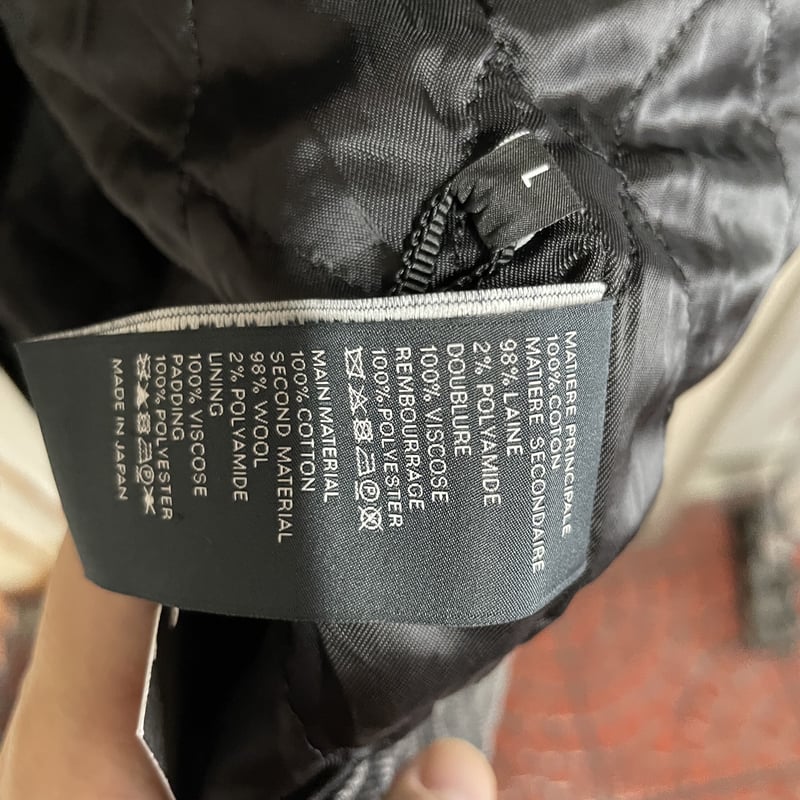 L
MATIERE PRINCIPALE
100% COTON
MATIERE SECONDAIRE
98% LAINE
2% POLYAMIDE
DOUBLURE
100% VISCOSE
REMBOURRAGE
100% POLYESTER
P
MAIN MATERIAL
100% COTTON
SECOND MATERIAL
98% WOOL
2% POLYAMIDE
LINING
100% VISCOSE
PADDING
100% POLYESTER
P
MADE IN JAPAN